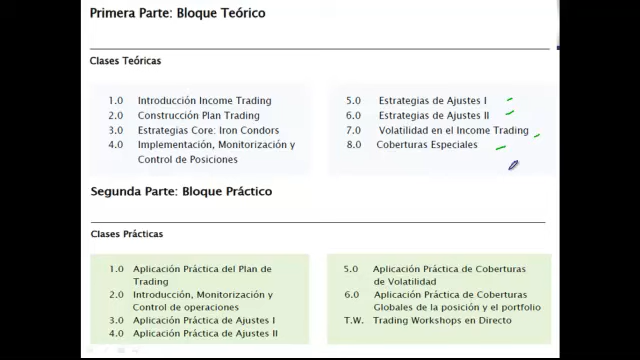 Primera Parte: Bloque Teórico
Clases Teóricas
1.0 Introducción Income Trading
2.0 Construcción Plan Trading
3.0 Estrategias Core: Iron Condors
4.0 Implementación, Monitorización y
Control de Posiciones
5.0 Estrategias de Ajustes I
6.0 Estrategias de Ajustes II
7.0 Volatilidad en el Income Trading
8.0 Coberturas Especiales
Segunda Parte: Bloque Práctico
Clases Prácticas
1.0 Aplicación Práctica del Plan de
Trading
2.0 Introducción, Monitorización y
Control de operaciones
3.0 Aplicación Práctica de Ajustes I
4.0 Aplicación Práctica de Ajustes II
5.0 Aplicación Práctica de Coberturas
de Volatilidad
6.0 Aplicación Práctica de Coberturas
Globales de la posición y el portfolio
T.W. Trading Workshops en Directo